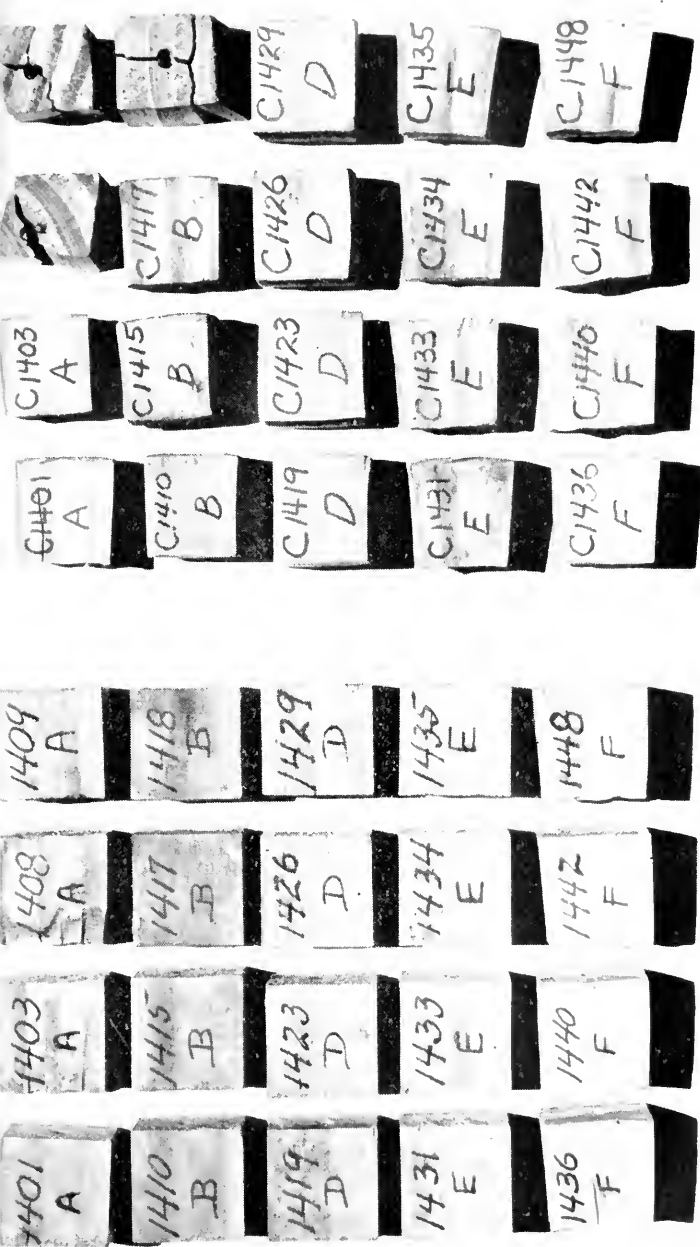 C1429
D
C1435
E
C1448
F
C1417
B
C1426
D
C1434
E
C1442
F
C1403
A
C1415
B
C1423
D
C1433
E
C1440
F
C1401
A
C1410
B
C1419
D
C1431
E
C1436
F
1409
A
1418
B
1429
D
1435
E
1448
F
1408
A
1417
B
1426
D
1434
E
1442
F
1403
A
1415
B
1423
D
1433
E
1440
F
1401
A
1410
B
1419
D
1431
E
1436
F